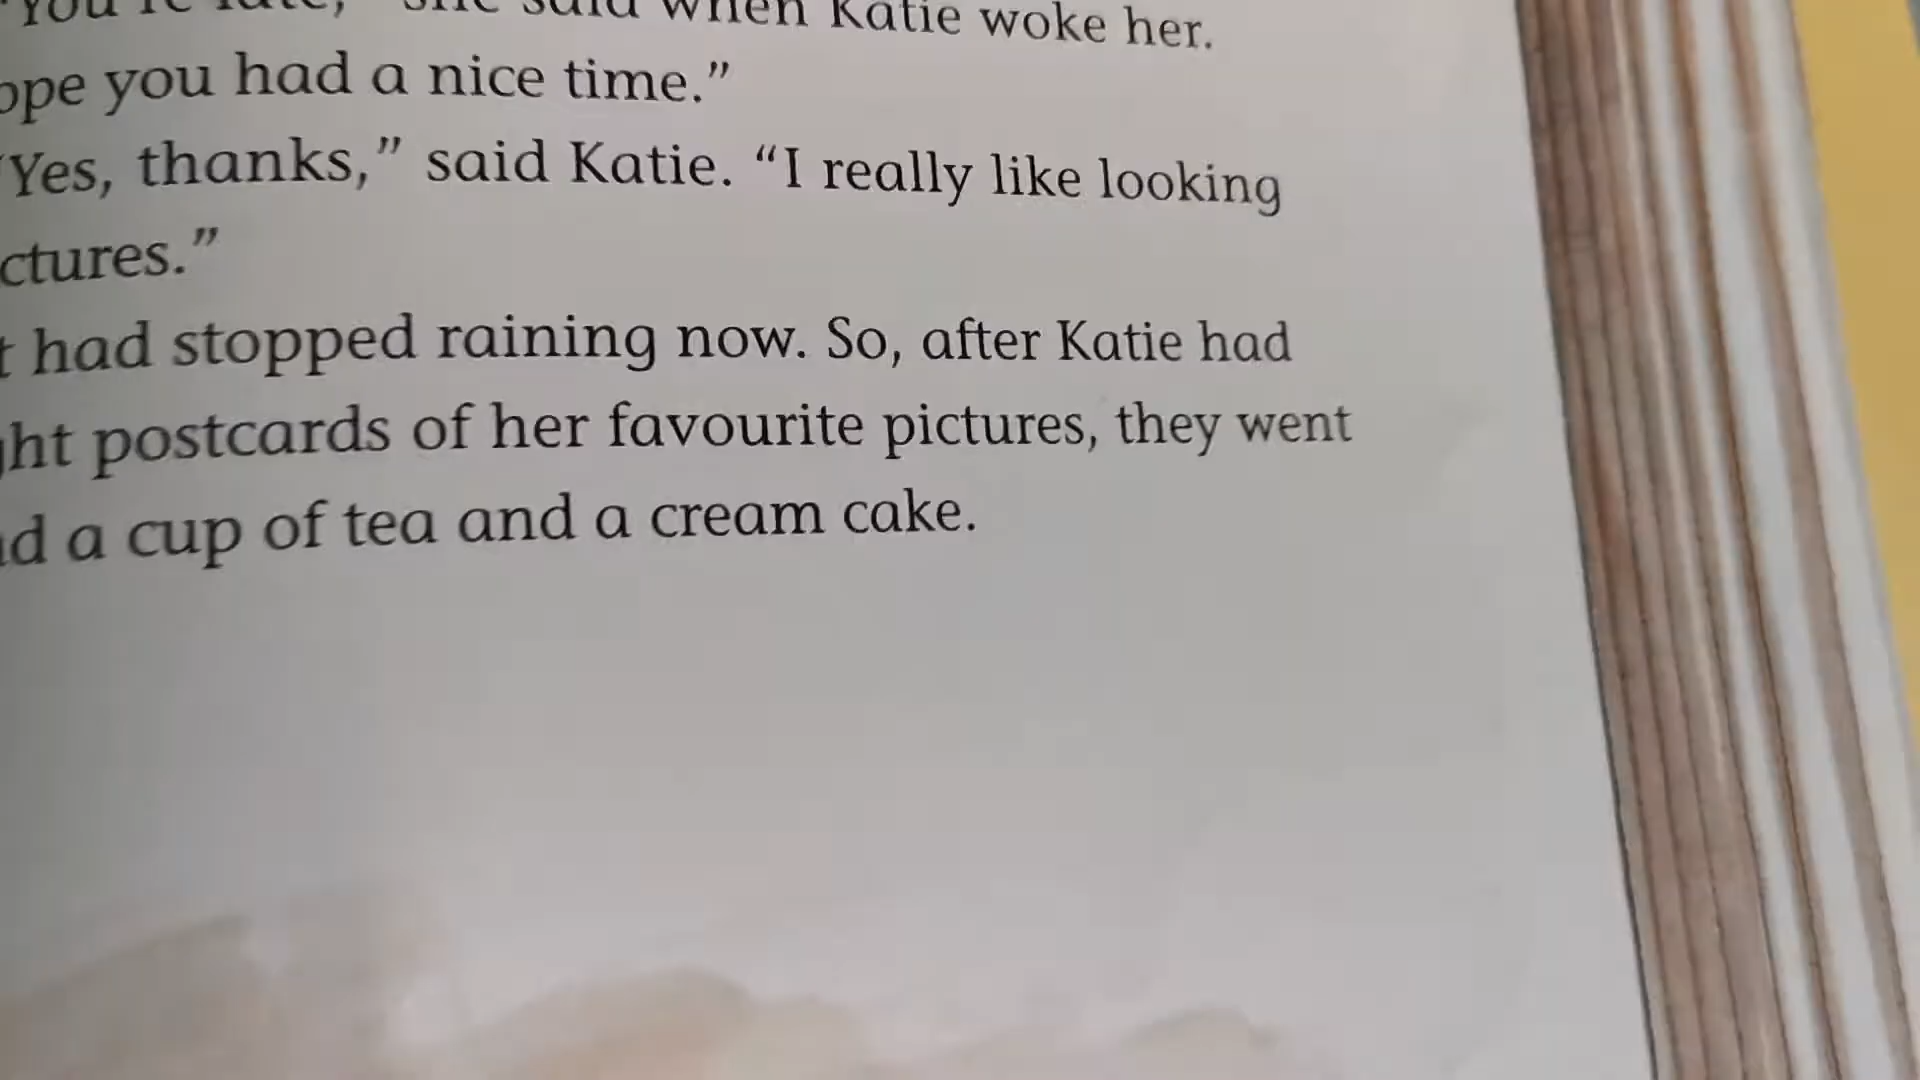 "You're late," she said when Katie woke her.
ope you had a nice time."
"Yes, thanks," said Katie. "I really like looking
ctures."
t had stopped raining now. So, after Katie had
ght postcards of her favourite pictures, they went
d a cup of tea and a cream cake.